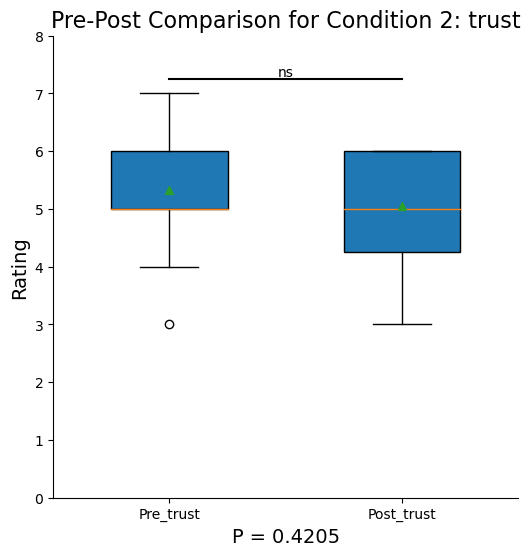 Pre-Post Comparison for Condition 2: trust
8
ns
7
6
5
4
3
2
1
0
Rating
Pre_trust Post_trust
P = 0.4205